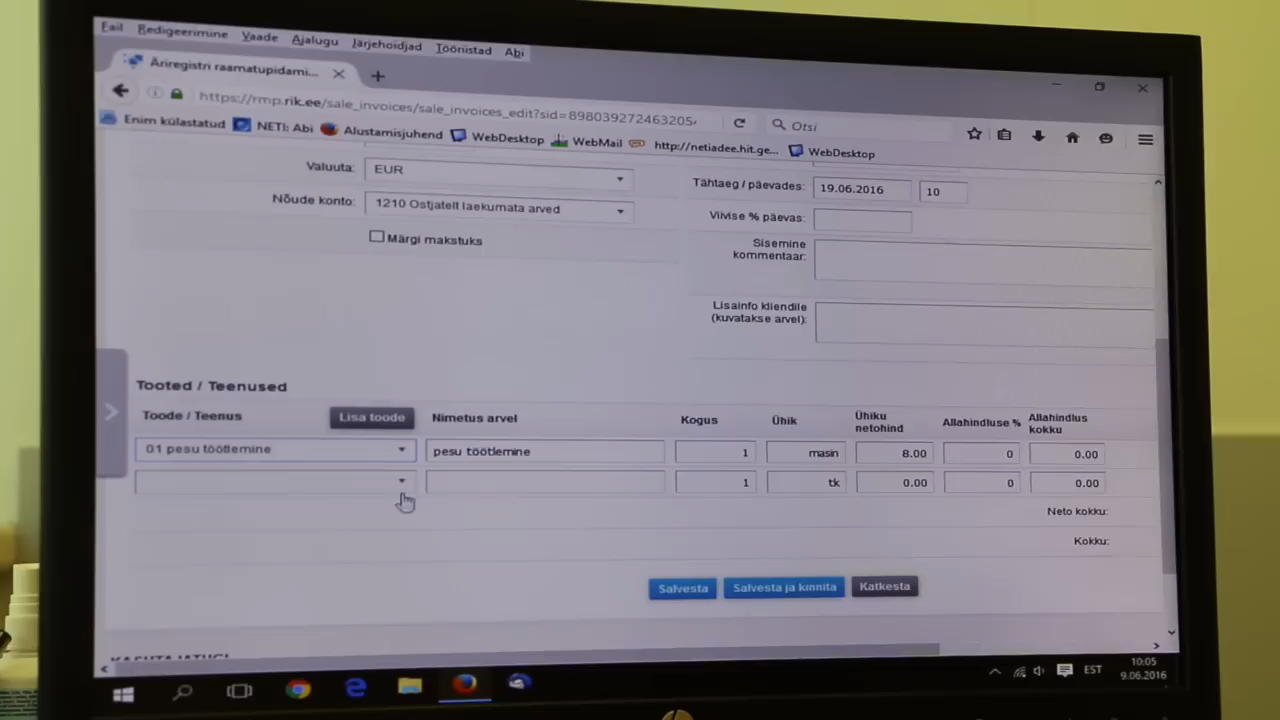 Fail Redigeerimine Vaade Ajalugu Järjehoidjad Tööriistad Abi
Äriregistri raamatupidami...
https://rmp.rik.ee/sale_invoices/sale_invoices_edit?sid=898039272463205
Otsi
Enim külastatud NETI: Abi Alustamisjuhend WebDesktop WebMail http://netiadee.hit.ge... WebDesktop
Valuuta: EUR
Tähtaeg / päevades: 19.06.2016 10
Nõude konto: 1210 Ostjatelt laekumata arved
Viivise % päevas:
Märgi makstuks
Sisemine
kommentaar:
Lisainfo kliendile
(kuvatakse arvel):
Tooted / Teenused
Toode / Teenus Lisa toode Nimetus arvel Kogus Ühik Ühiku netohind Allahindluse % Allahindlus kokku
01 pesu töötlemine pesu töötlemine 1 masin 8.00 0 0.00
1 tk 0.00 0 0.00
Neto kokku:
Kokku:
Salvesta Salvesta ja kinnita Katkesta
EST
10:05
9.06.2016